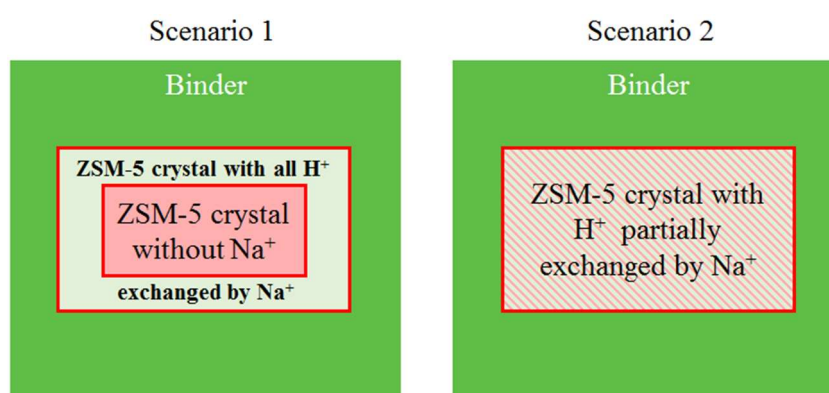 Scenario 1
Binder
ZSM-5 crystal with all H⁺
ZSM-5 crystal
without Na⁺
exchanged by Na⁺
Scenario 2
Binder
ZSM-5 crystal with
H⁺ partially
exchanged by Na⁺